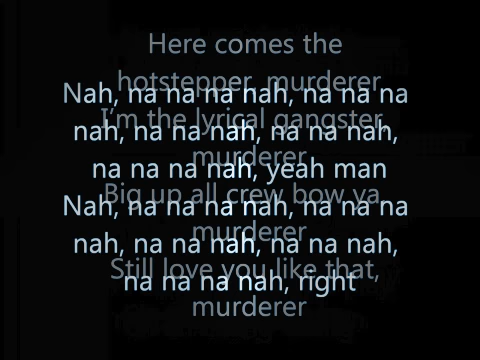 Here comes the
hotstepper, murderer
Nah, na na na nah, na na na
I'm the lyrical gangster,
nah, na na nah, na na nah,
murderer
na na na nah, yeah man
Big up all crew bow ya,
Nah, na na na nah, na na na
murderer
nah, na na nah, na na nah,
Still love you like that,
na na na nah, right
murderer